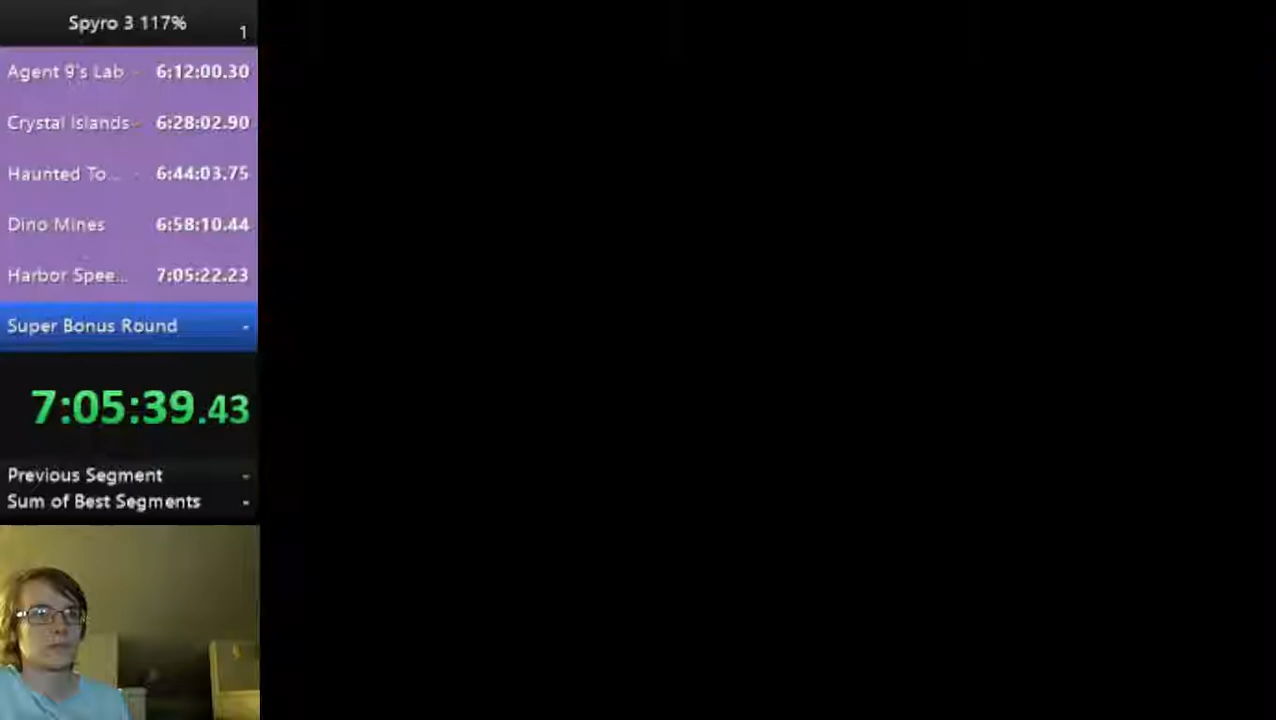 Spyro 3 117%
1
Agent 9's Lab - 6:12:00.30
Crystal Islands- 6:28:02.90
Haunted To... - 6:44:03.75
Dino Mines 6:58:10.44
Harbor Spee... 7:05:22.23
Super Bonus Round -
7:05:39.43
Previous Segment -
Sum of Best Segments -